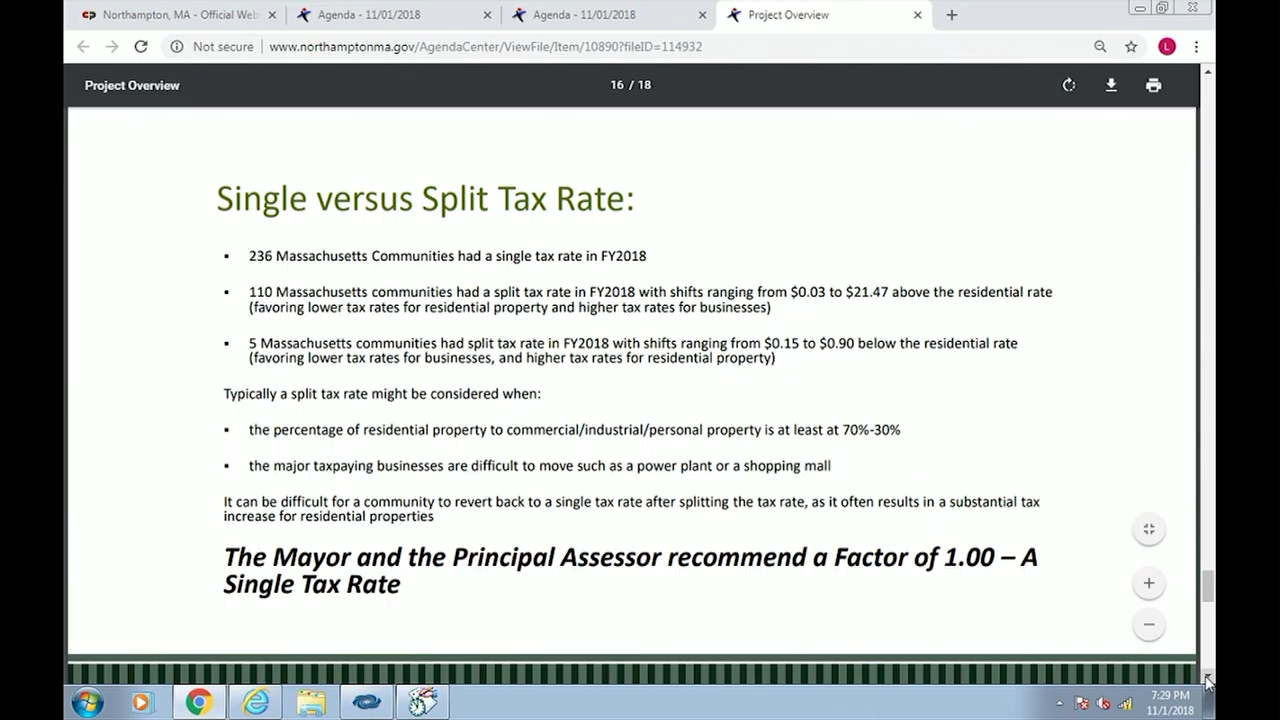 Northampton, MA - Official Web
Agenda - 11/01/2018
Agenda - 11/01/2018
Project Overview
Not secure
www.northamptonma.gov/AgendaCenter/ViewFile/Item/10890?fileID=114932
L
Project Overview
16 / 18
Single versus Split Tax Rate:
▪ 236 Massachusetts Communities had a single tax rate in FY2018
▪ 110 Massachusetts communities had a split tax rate in FY2018 with shifts ranging from $0.03 to $21.47 above the residential rate
(favoring lower tax rates for residential property and higher tax rates for businesses)
▪ 5 Massachusetts communities had split tax rate in FY2018 with shifts ranging from $0.15 to $0.90 below the residential rate
(favoring lower tax rates for businesses, and higher tax rates for residential property)
Typically a split tax rate might be considered when:
▪ the percentage of residential property to commercial/industrial/personal property is at least at 70%-30%
▪ the major taxpaying businesses are difficult to move such as a power plant or a shopping mall
It can be difficult for a community to revert back to a single tax rate after splitting the tax rate, as it often results in a substantial tax
increase for residential properties
The Mayor and the Principal Assessor recommend a Factor of 1.00 – A
Single Tax Rate
7:29 PM
11/1/2018